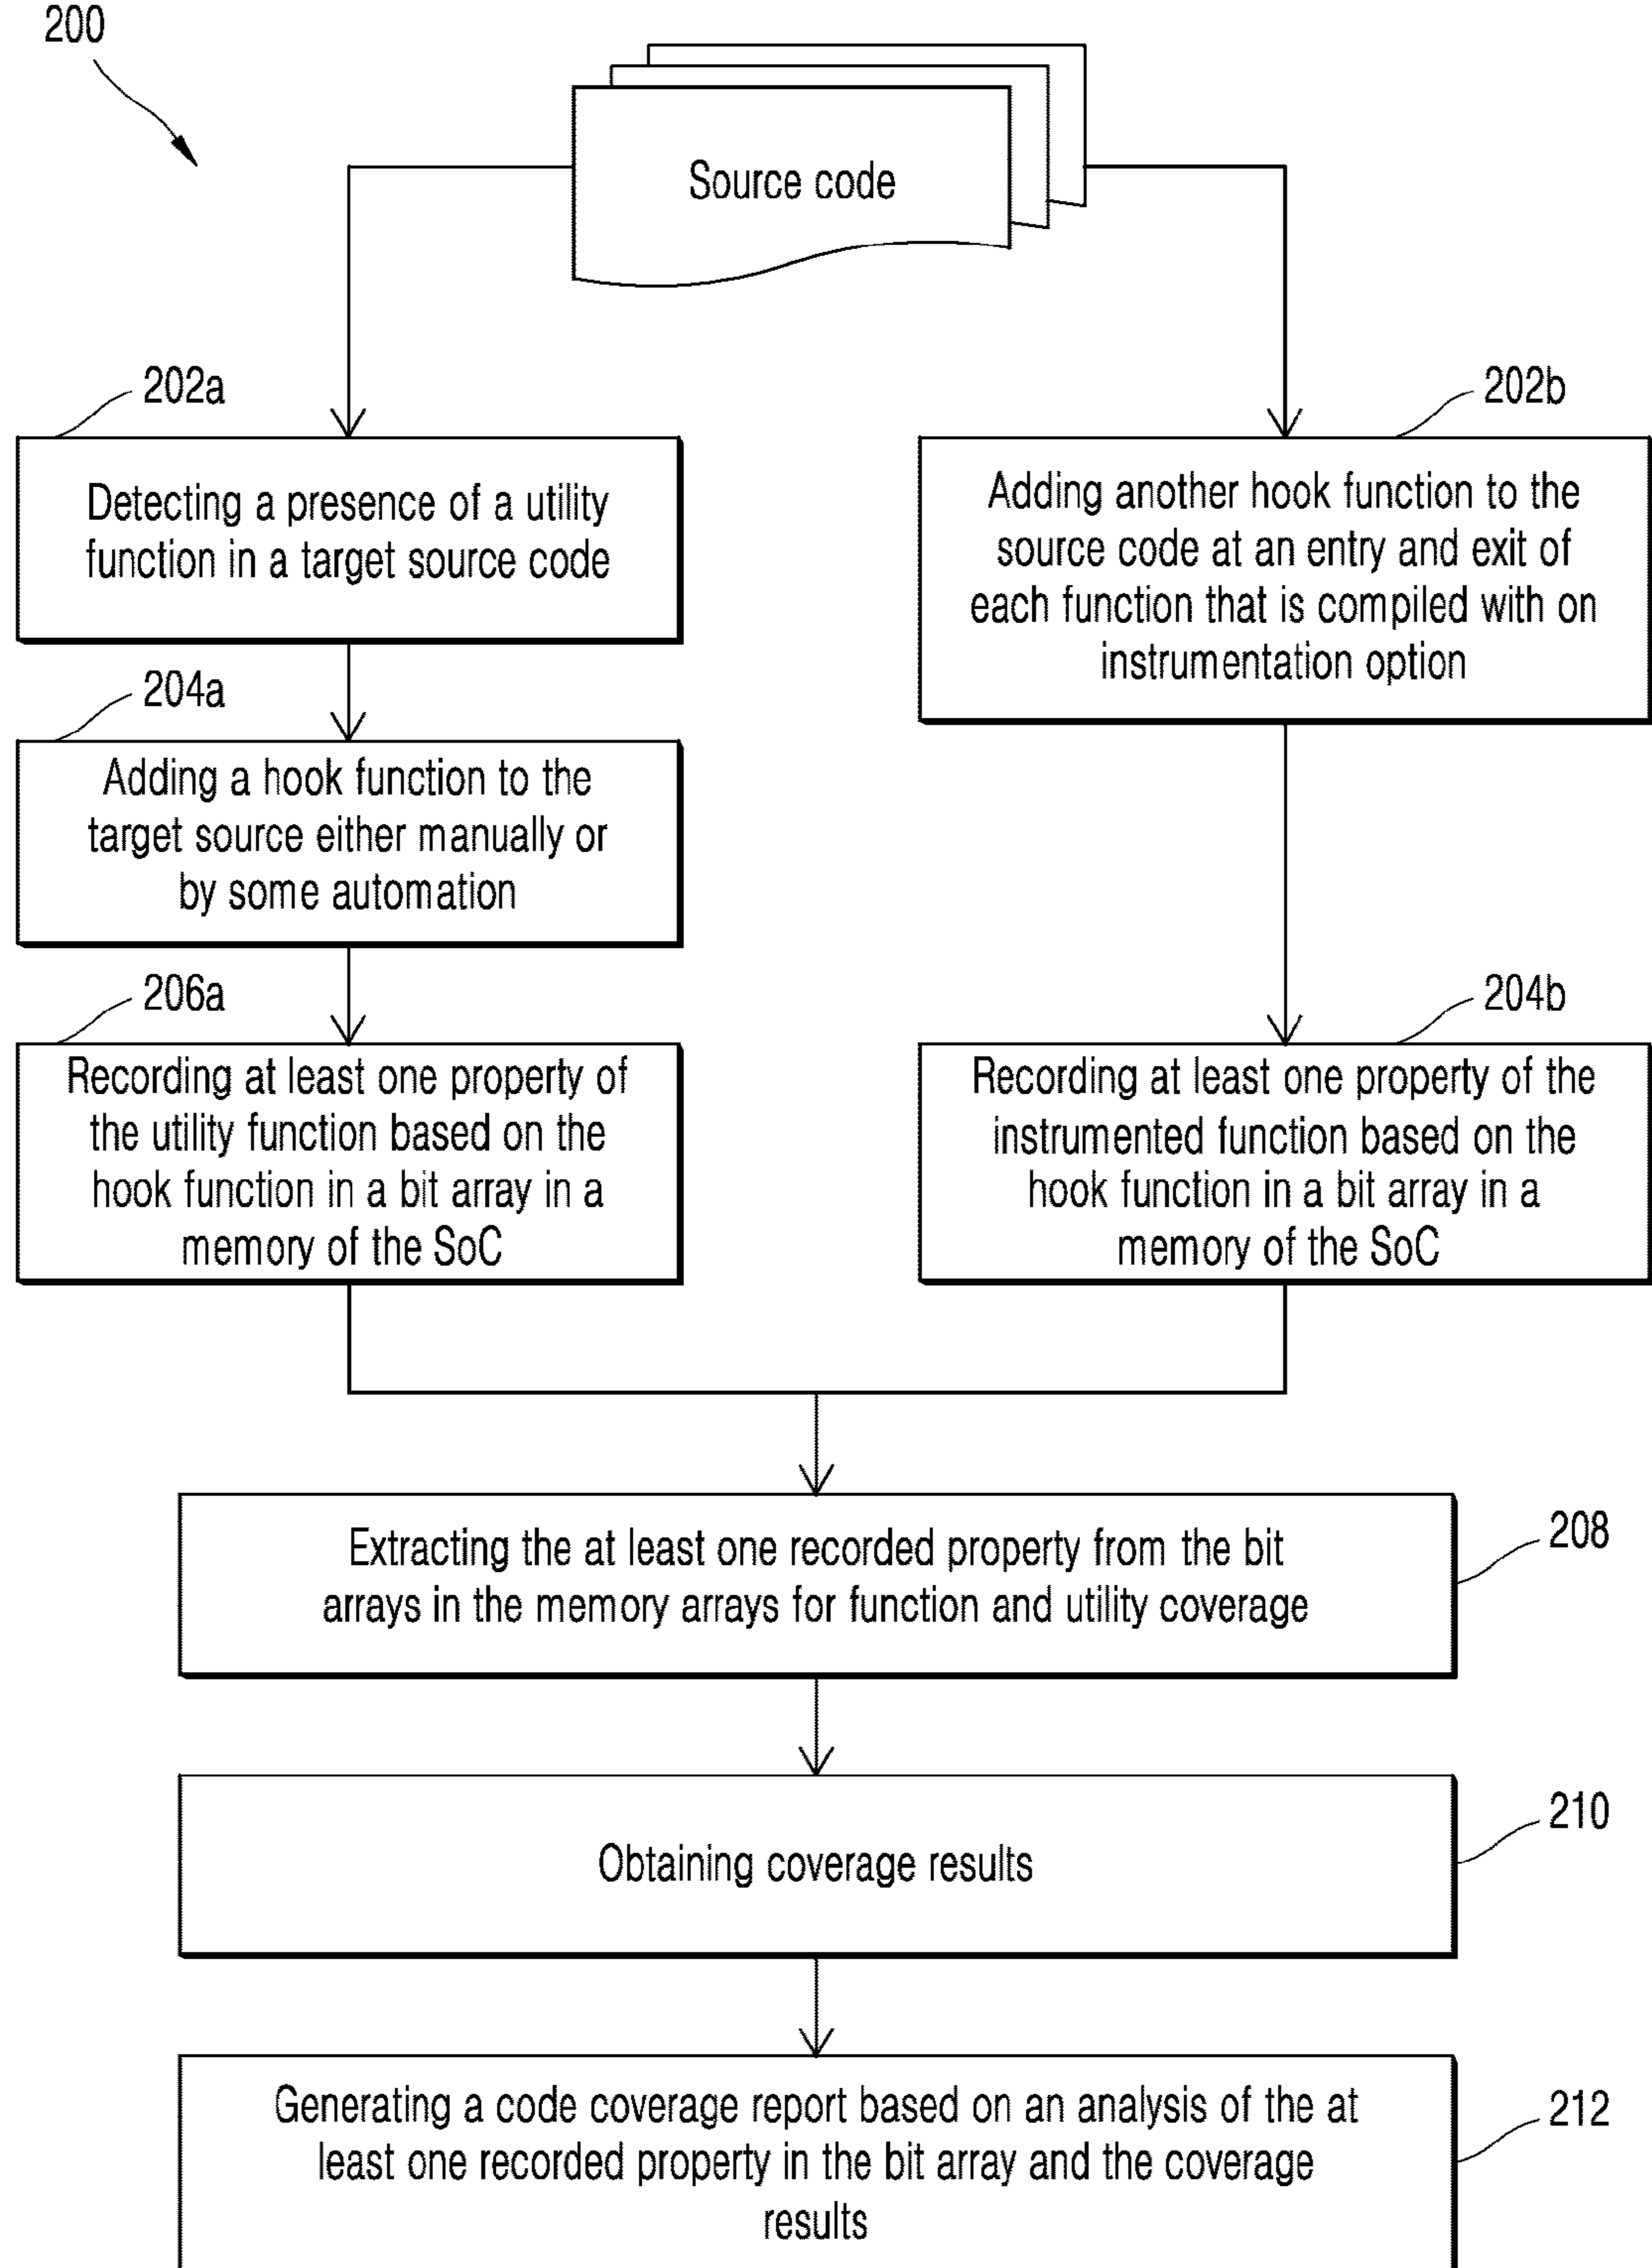 200
Source code
202a
Detecting a presence of a utility
function in a target source code
202b
Adding another hook function to the
source code at an entry and exit of
each function that is compiled with on
instrumentation option
204a
Adding a hook function to the
target source either manually or
by some automation
206a
Recording at least one property of
the utility function based on the
hook function in a bit array in a
memory of the SoC
204b
Recording at least one property of the
instrumented function based on the
hook function in a bit array in a
memory of the SoC
208
Extracting the at least one recorded property from the bit
arrays in the memory arrays for function and utility coverage
210
Obtaining coverage results
212
Generating a code coverage report based on an analysis of the at
least one recorded property in the bit array and the coverage
results